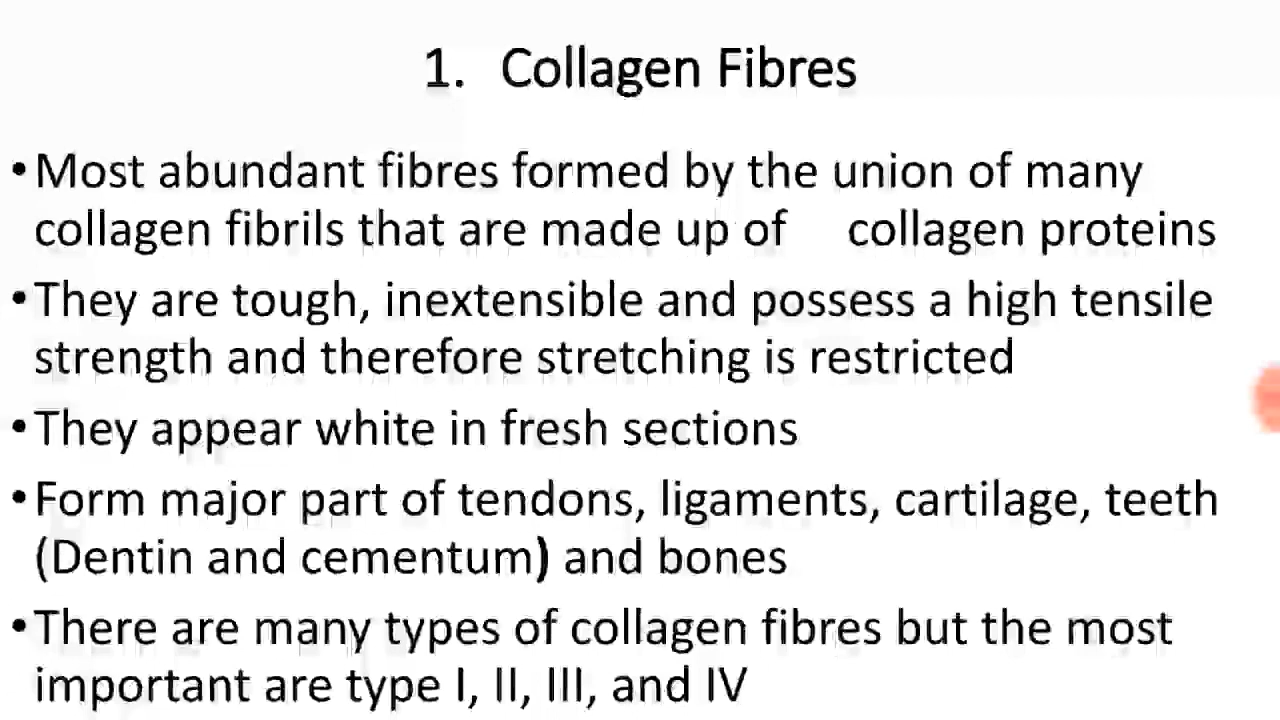 1. Collagen Fibres
•Most abundant fibres formed by the union of many
collagen fibrils that are made up of collagen proteins
•They are tough, inextensible and possess a high tensile
strength and therefore stretching is restricted
•They appear white in fresh sections
•Form major part of tendons, ligaments, cartilage, teeth
(Dentin and cementum) and bones
•There are many types of collagen fibres but the most
important are type I, II, III, and IV